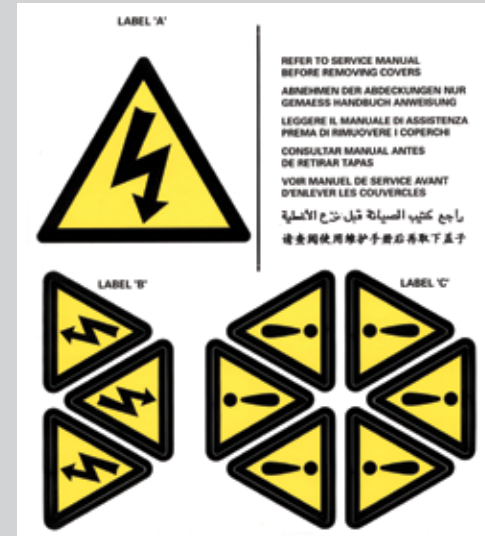 LABEL 'A'
REFER TO SERVICE MANUAL
BEFORE REMOVING COVERS
ABNEHMEN DER ABDECKUNGEN NUR
GEMAESS HANDBUCH ANWEISUNG
LEGGERE IL MANUALE DI ASSISTENZA
PREMA DI RIMUOVERE I COPERCHI
CONSULTAR MANUAL ANTES
DE RETIRAR TAPAS
VOIR MANUEL DE SERVICE AVANT
D'ENLEVER LES COUVERCLES
راجع كتيب الصيانة قبل نزع الأغطية
请查阅使用维护手册后再取下盖子
LABEL 'B'
LABEL 'C'